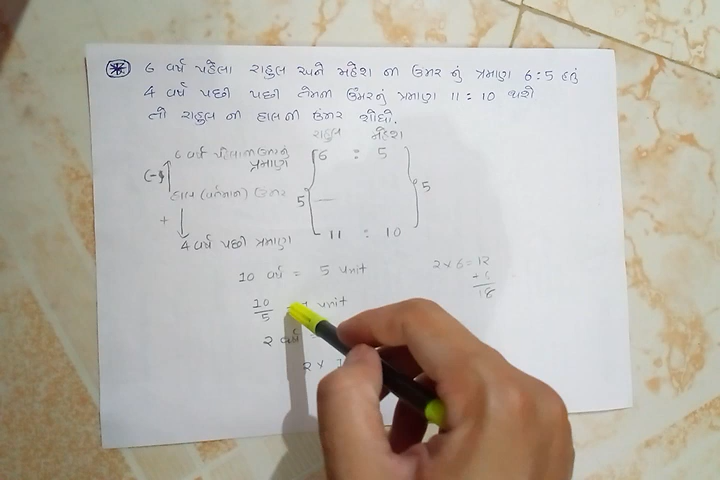 6 વર્ષ પહેલા રાહુલ અને મહેશ ની ઉંમર નું પ્રમાણ 6 : 5 હતું
4 વર્ષ પછી પછી તેમની ઉંમરનું પ્રમાણ 11 : 10 થશે
તો રાહુલ ની હાલ ની ઉંમર શોધો.
રાહુલ મહેશ
6 વર્ષ પહેલાની ઉંમરનું પ્રમાણ 6 : 5
(-)
હાલ (વર્તમાન) ઉંમર 5 — 5
+
4 વર્ષ પછી પ્રમાણ 11 : 10
10 વર્ષ = 5 unit
2 x 6 = 12
+ 6
18
10/5 1 unit
2 વર્ષ =
2 x